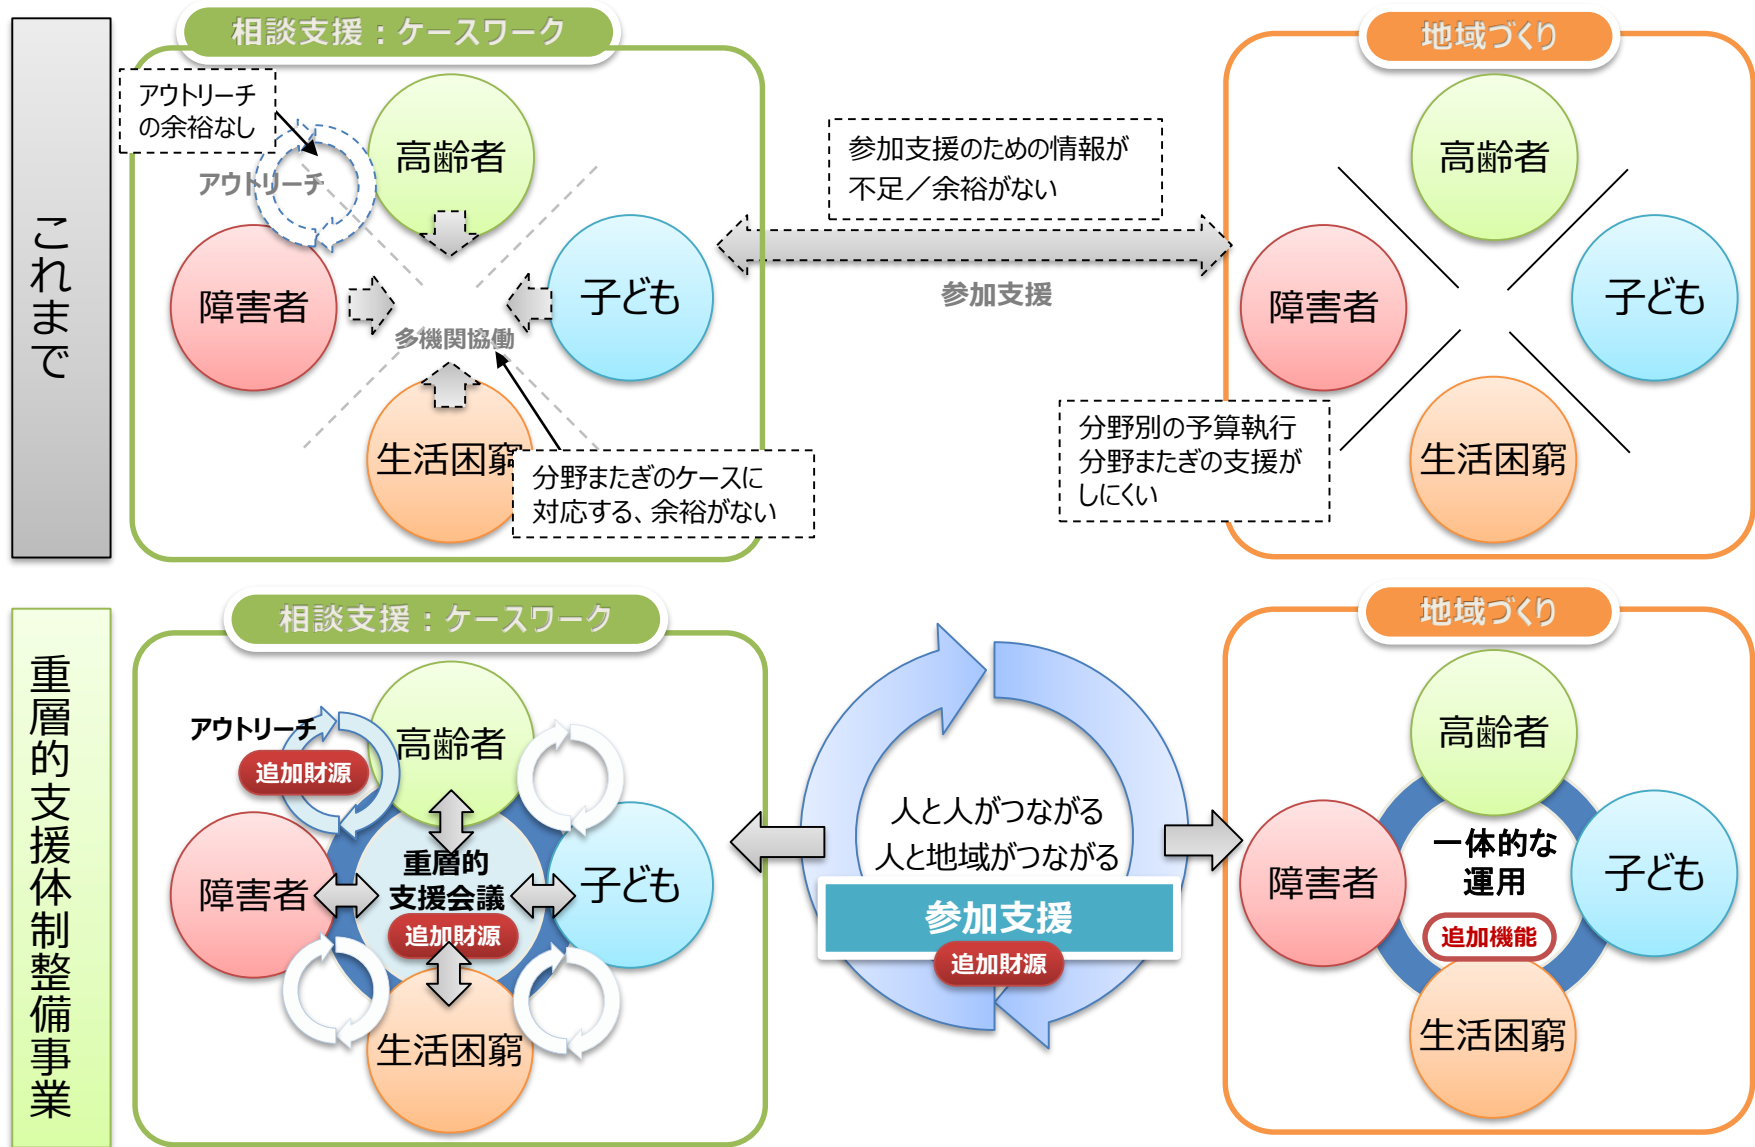 これまで
相談支援：ケースワーク
アウトリーチ
の余裕なし
アウトリーチ
高齢者
障害者
子ども
多機関協働
生活困窮
分野またぎのケースに
対応する、余裕がない
参加支援のための情報が
不足／余裕がない
参加支援
地域づくり
高齢者
障害者
子ども
生活困窮
分野別の予算執行
分野またぎの支援が
しにくい
重層的支援体制整備事業
相談支援：ケースワーク
アウトリーチ
追加財源
高齢者
障害者
重層的
支援会議
追加財源
子ども
生活困窮
人と人がつながる
人と地域がつながる
参加支援
追加財源
地域づくり
高齢者
障害者
一体的な
運用
追加機能
子ども
生活困窮